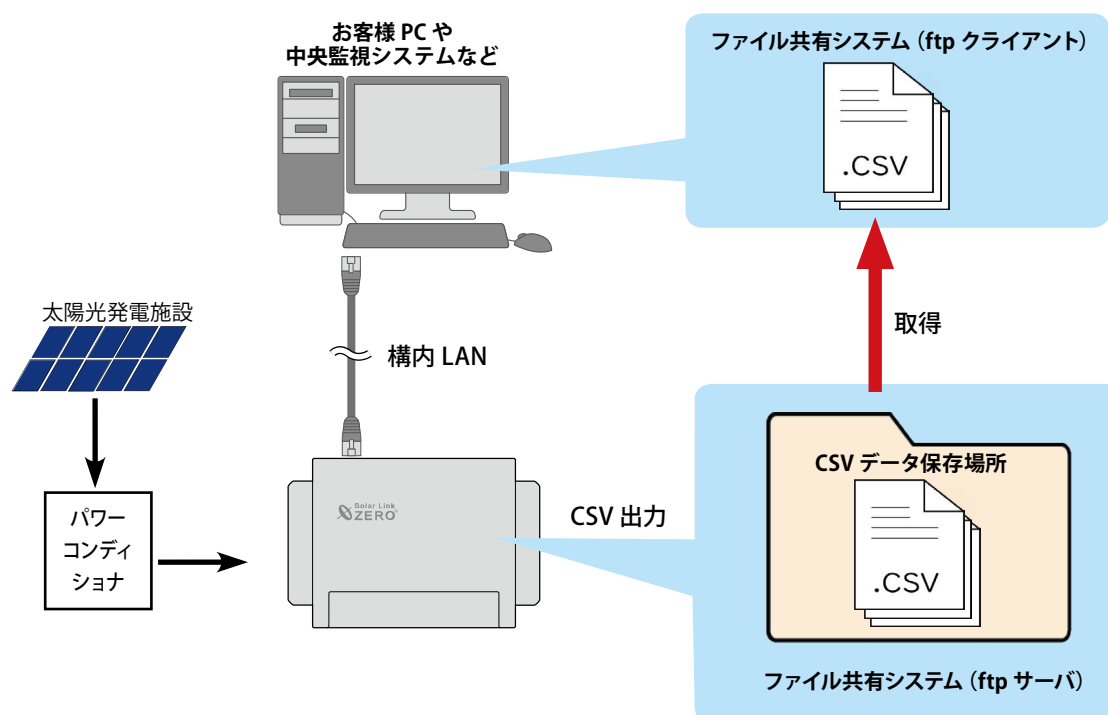 お客様 PC や
中央監視システムなど
ファイル共有システム（ftp クライアント）
.CSV
取得
太陽光発電施設
構内 LAN
パワー
コンディ
ショナ
Solar Link
ZERO
CSV 出力
CSV データ保存場所
.CSV
ファイル共有システム（ftp サーバ）